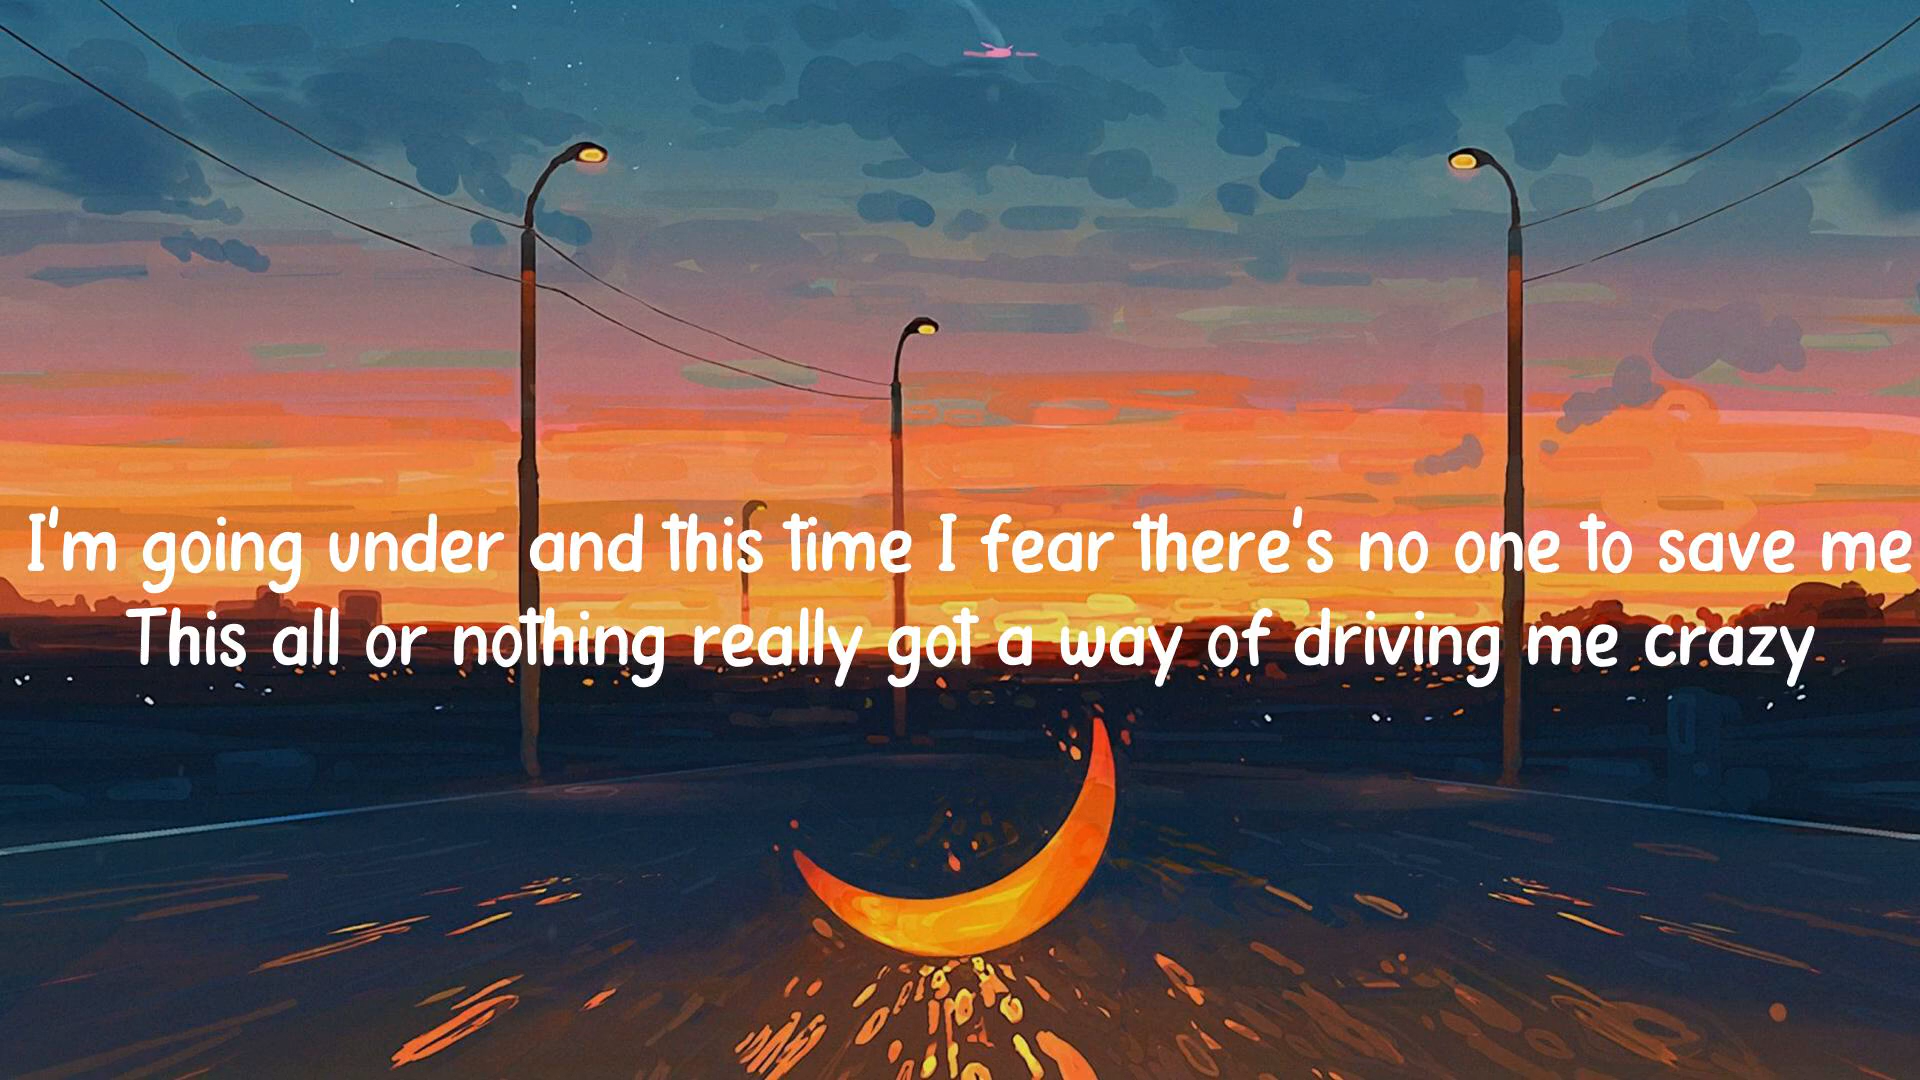 I'm going under and this time I fear there's no one to save me
This all or nothing really got a way of driving me crazy